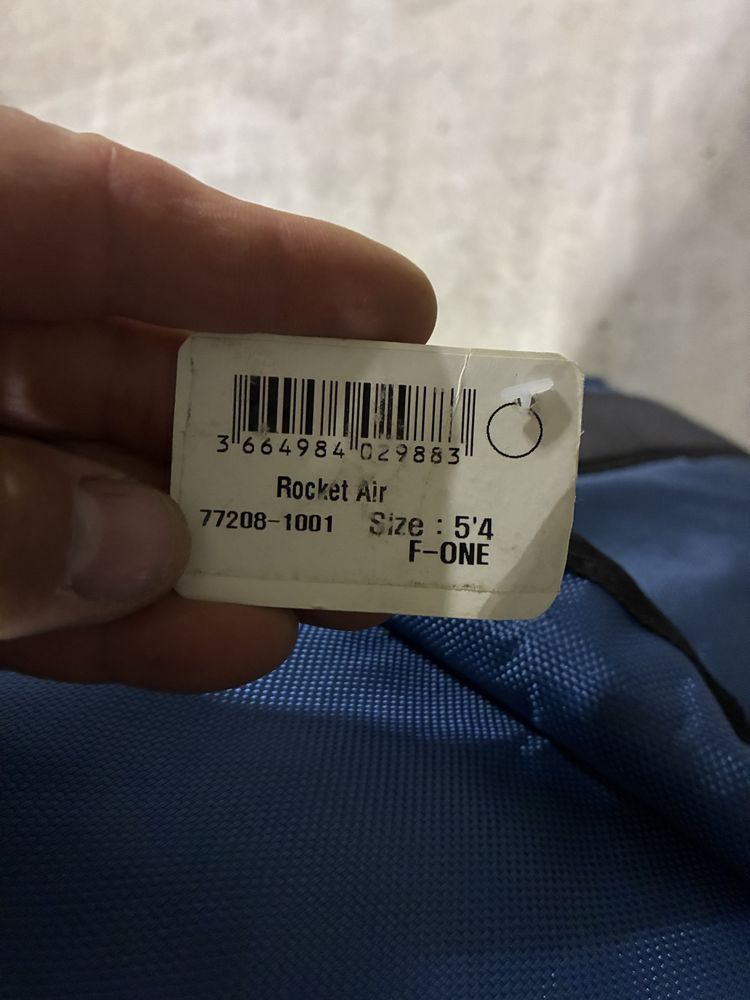 3 664984 029883
Rocket Air
77208-1001 Size : 5'4
F-ONE